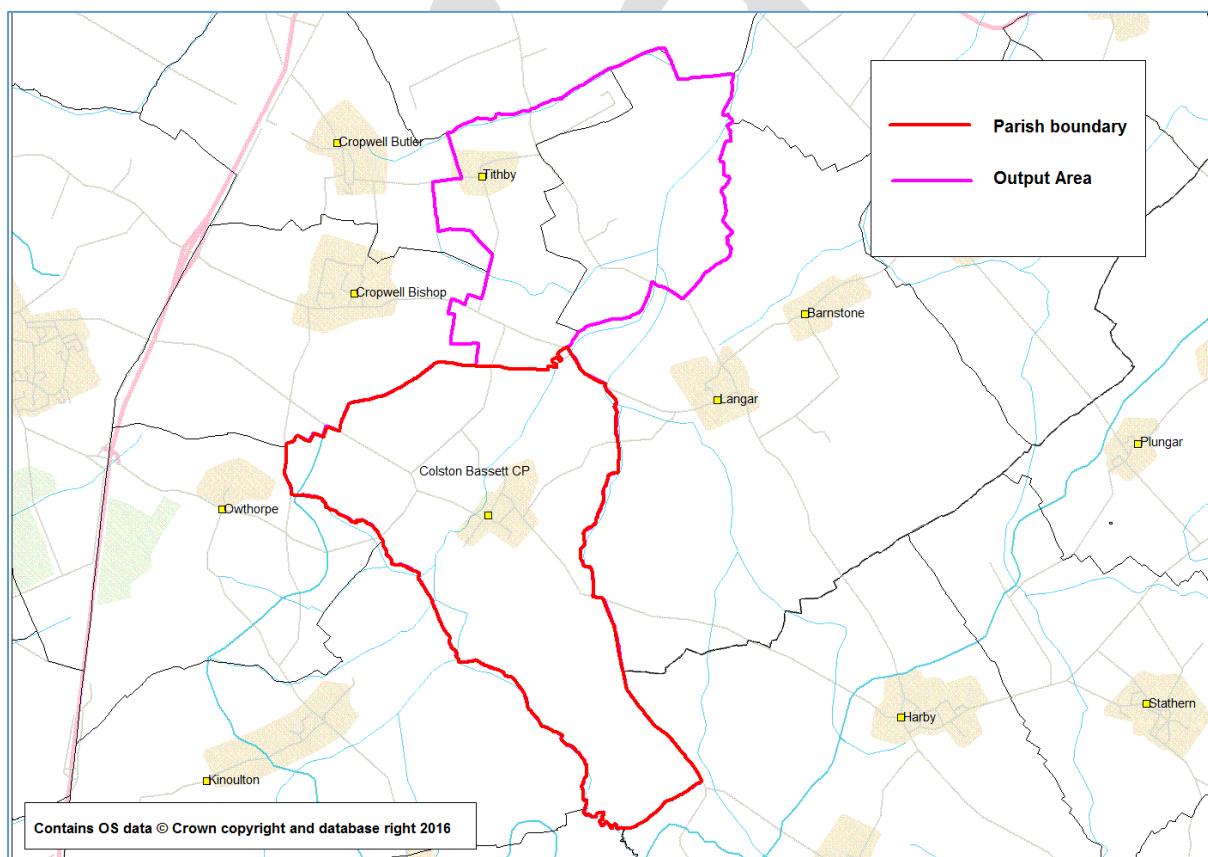 Parish boundary
Output Area
Cropwell Butler
Tithby
Cropwell Bishop
Barnstone
Langar
Plungar
Colston Bassett CP
Owthorpe
Stathern
Harby
Kinoulton
Contains OS data © Crown copyright and database right 2016